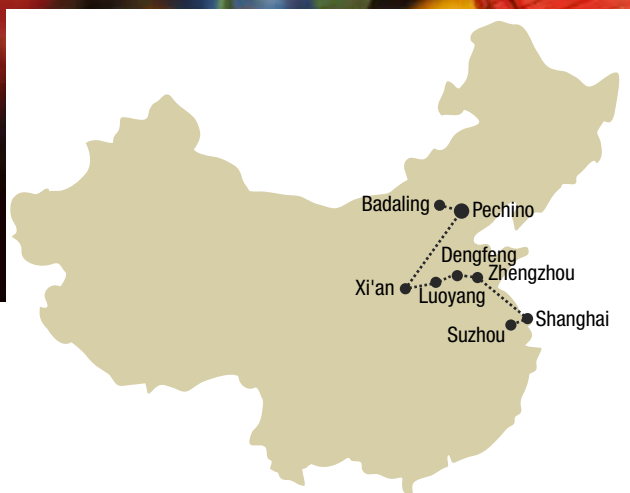 Badaling
Pechino
Dengfeng
Zhengzhou
Xi'an
Luoyang
Shanghai
Suzhou